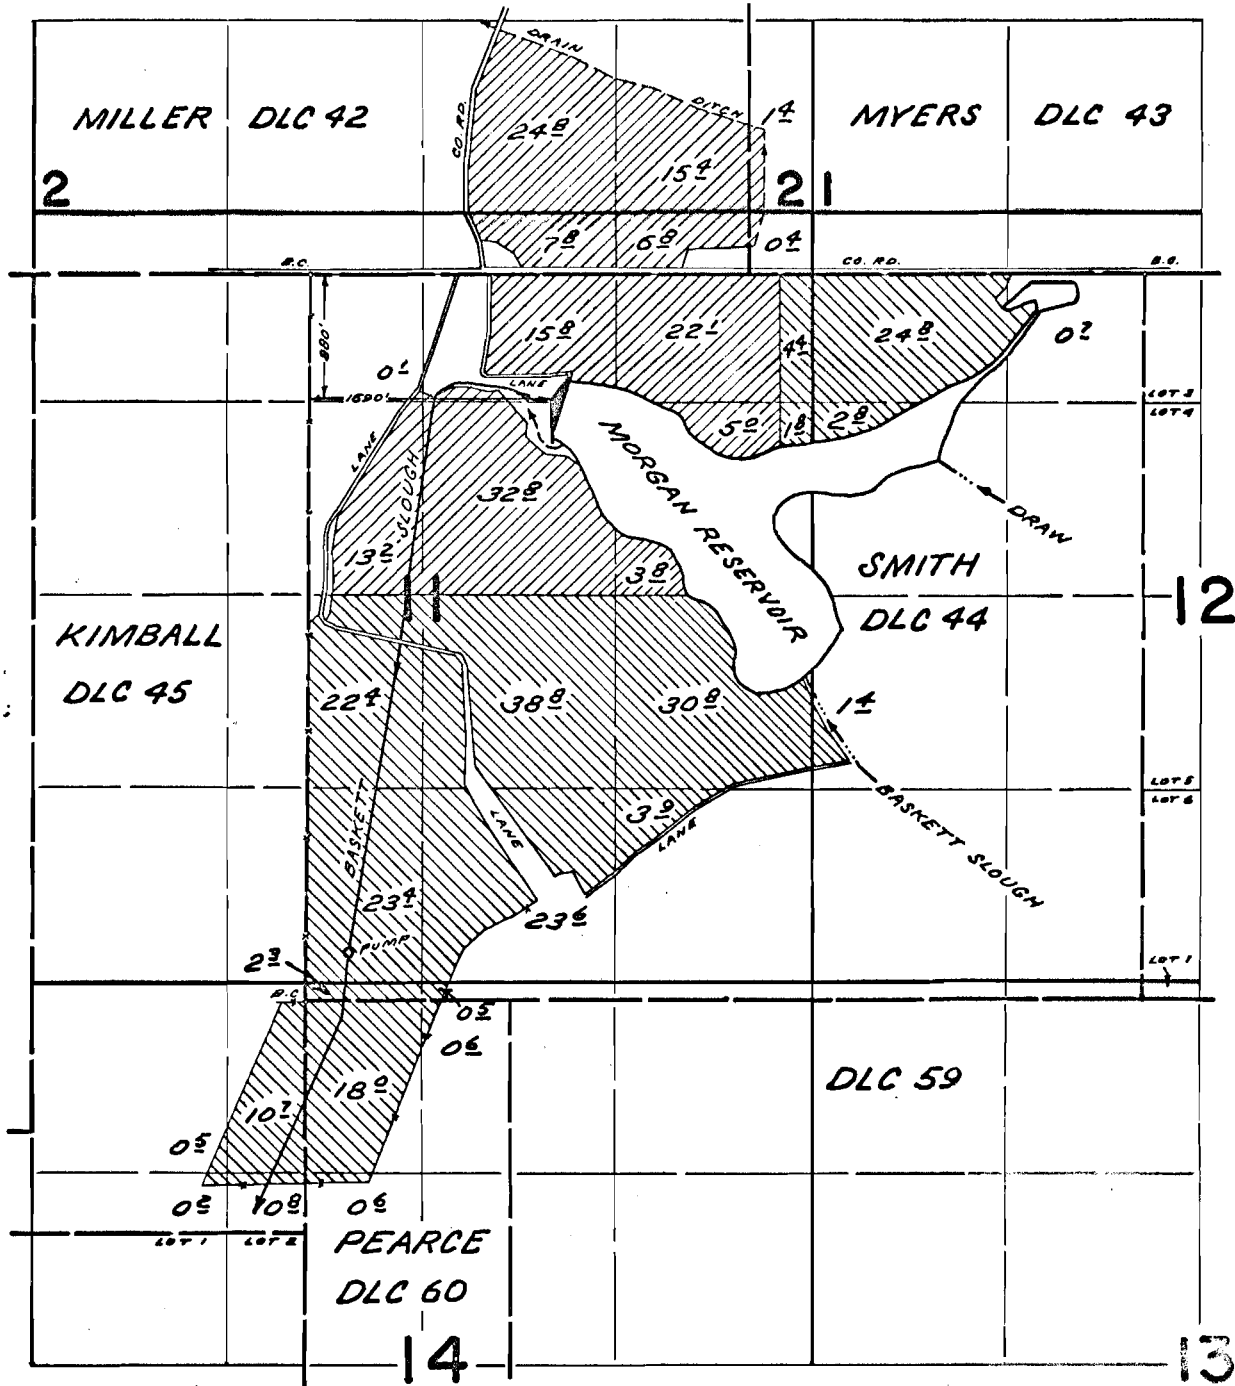 DRAIN
DITCH
1 4
MILLER DLC 42
24 8
MYERS DLC 43
CO. RD.
15 4
2
2 1
7 8
6 8
0 4
B.C.
CO. RD.
880'
15 8
22 1
4 4
24 8
0 7
0 1
LANE
1690'
LOT 3
LOT 4
5 0
1 8
2 8
LANE
SLOUGH
MORGAN RESERVOIR
32 8
DRAW
13 2
3 8
SMITH
DLC 44
12
11
KIMBALL
DLC 45
22 4
38 8
30 8
1 4
BASKETT
LOT 5
LOT 6
LANE
3 9
LANE
BASKETT SLOUGH
23 4
23 6
PUMP
2 3
LOT 1
0 5
0 6
DLC 59
18 0
10 7
0 5
0 2
0 8
0 6
LOT 1
LOT 2
PEARCE
DLC 60
14
13